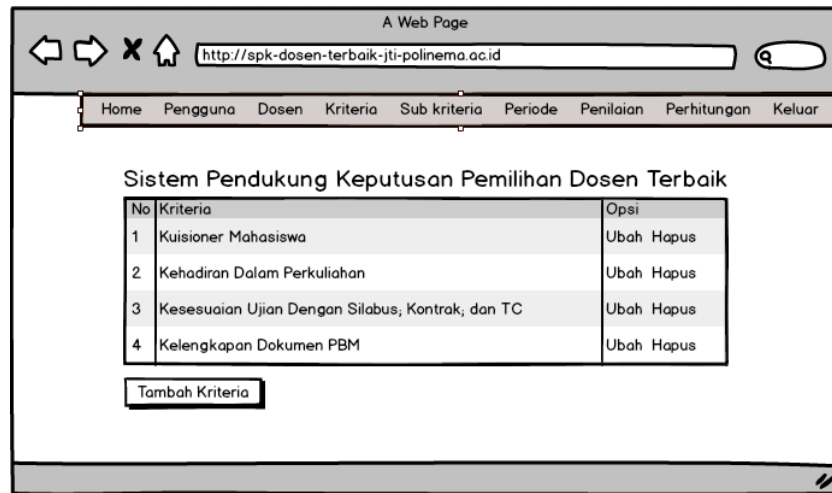 A Web Page
http://spk-dosen-terbaik-jti-polinema.ac.id
Home Pengguna Dosen Kriteria Sub kriteria Periode Penilaian Perhitungan Keluar
Sistem Pendukung Keputusan Pemilihan Dosen Terbaik
No Kriteria Opsi
1 Kuisioner Mahasiswa Ubah Hapus
2 Kehadiran Dalam Perkuliahan Ubah Hapus
3 Kesesuaian Ujian Dengan Silabus; Kontrak; dan TC Ubah Hapus
4 Kelengkapan Dokumen PBM Ubah Hapus
Tambah Kriteria